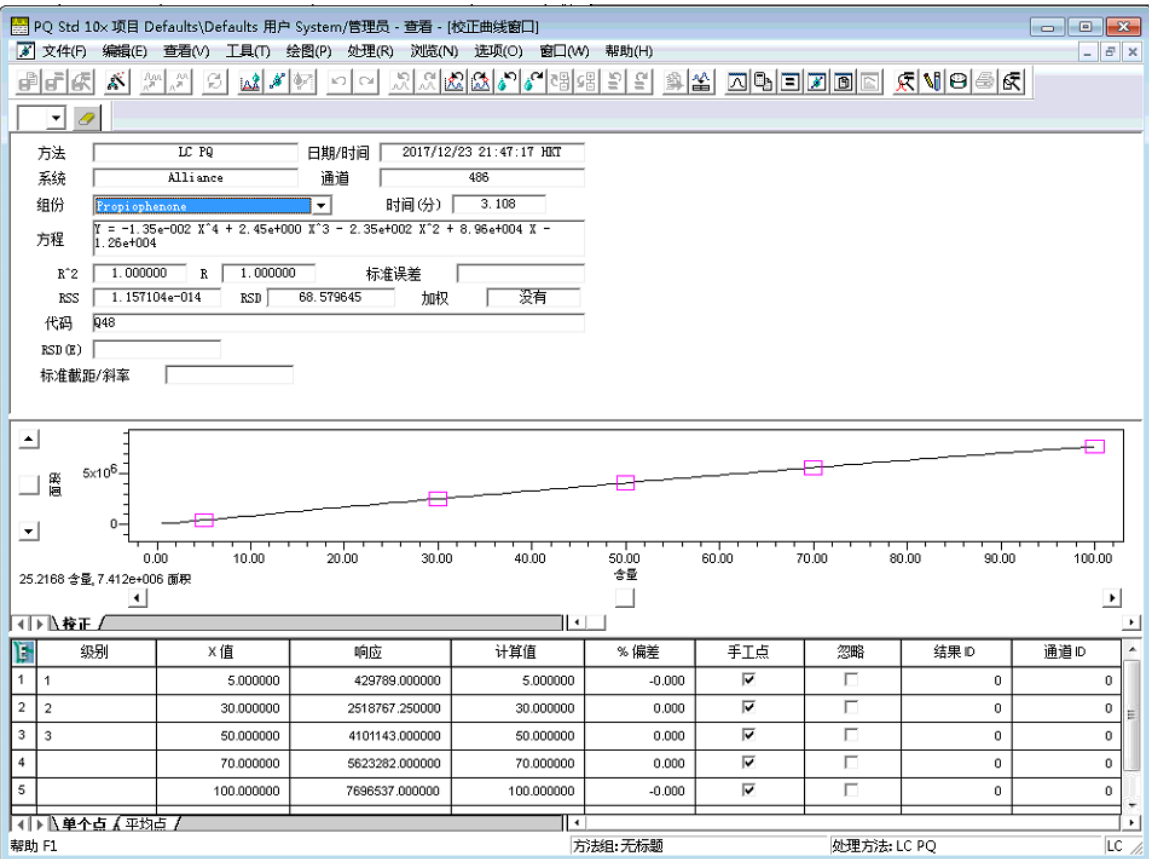 PQ Std 10x 项目 Defaults\Defaults 用户 System/管理员 - 查看 - [校正曲线窗口]
文件(F) 编辑(E) 查看(V) 工具(T) 绘图(P) 处理(R) 浏览(N) 选项(O) 窗口(W) 帮助(H)
方法 LC PQ 日期/时间 2017/12/23 21:47:17 HKT
系统 Alliance 通道 486
组份 Propiophenone 时间(分) 3.108
方程 Y = -1.35e-002 X^4 + 2.45e+000 X^3 - 2.35e+002 X^2 + 8.96e+004 X -
1.26e+004
R^2 1.000000 R 1.000000 标准误差
RSS 1.157104e-014 RSD 68.579645 加权 没有
代码 Q48
RSD(E)
标准截距/斜率
面积
5x10^6
0
0.00 10.00 20.00 30.00 40.00 50.00 60.00 70.00 80.00 90.00 100.00
含量
25.2168 含量, 7.412e+006 面积
校正
级别 X 值 响应 计算值 % 偏差 手工点 忽略 结果 ID 通道 ID
1 1 5.000000 429789.000000 5.000000 -0.000 0 0
2 2 30.000000 2518767.250000 30.000000 0.000 0 0
3 3 50.000000 4101143.000000 50.000000 0.000 0 0
4 70.000000 5623282.000000 70.000000 0.000 0 0
5 100.000000 7696537.000000 100.000000 -0.000 0 0
单个点 平均点
帮助 F1 方法组: 无标题 处理方法: LC PQ LC